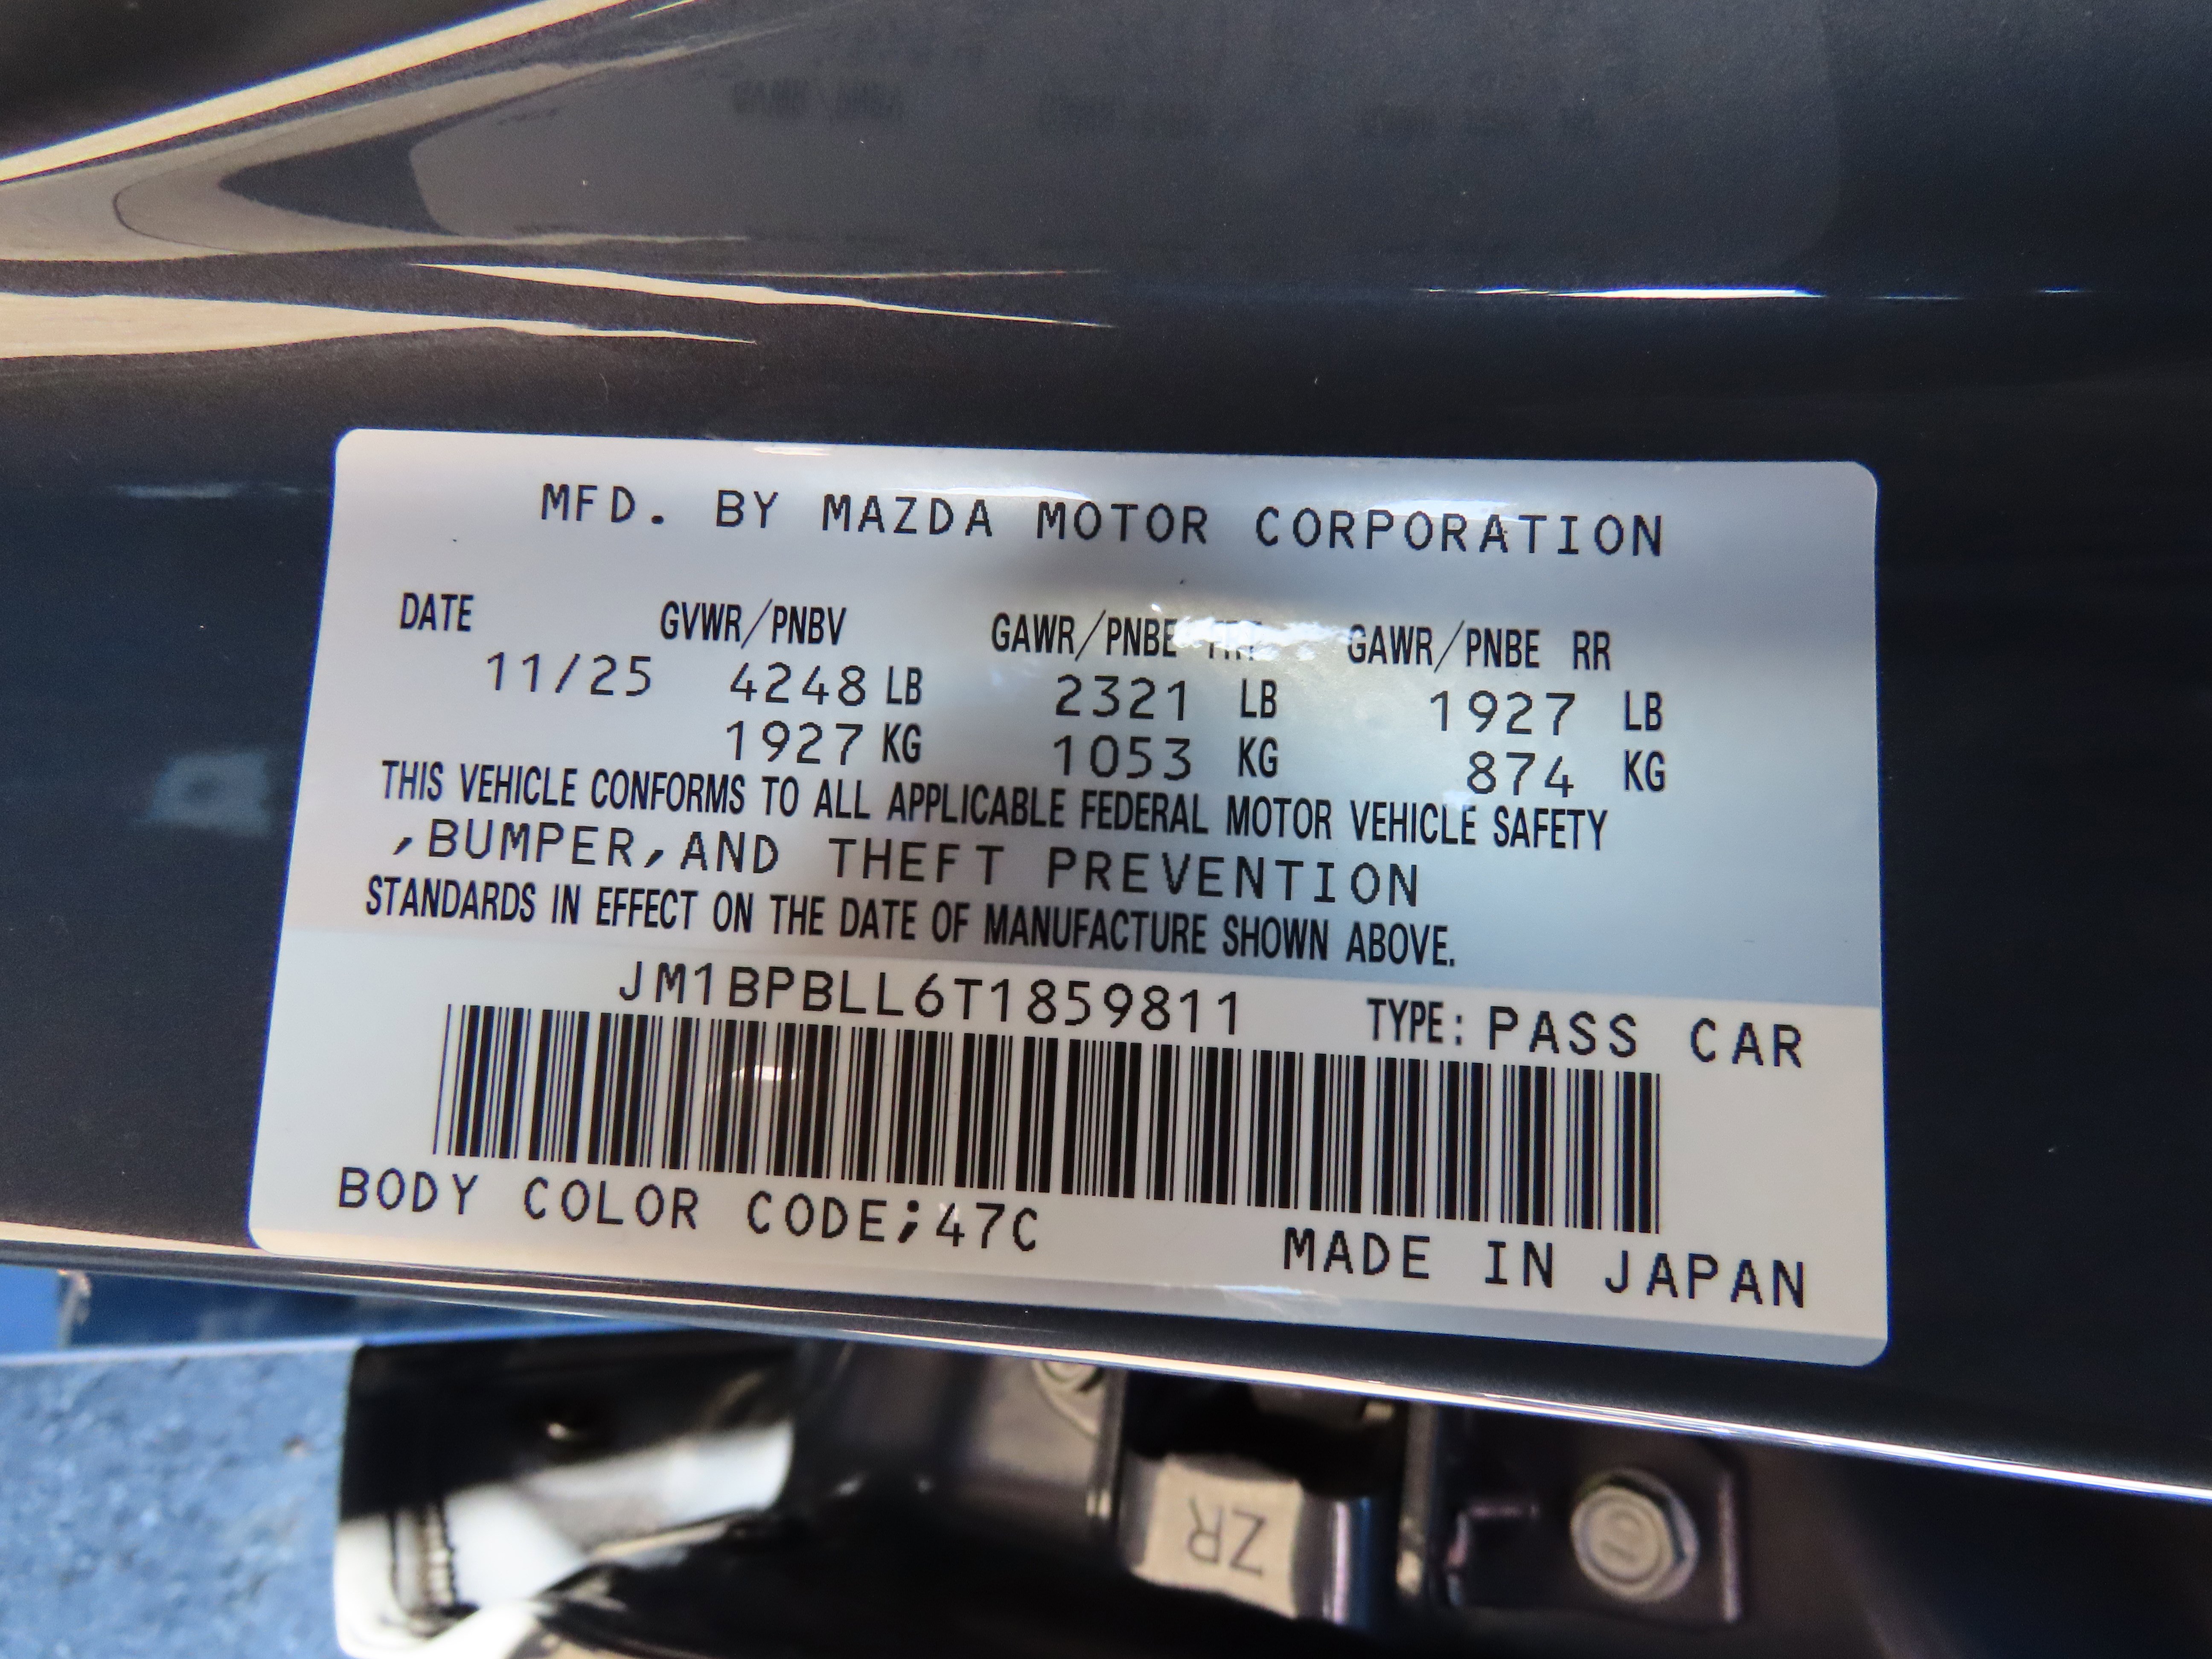 MFD. BY MAZDA MOTOR CORPORATION
DATE GVWR/PNBV GAWR/PNBE FRT GAWR/PNBE RR
11/25 4248 LB 2321 LB 1927 LB
1927 KG 1053 KG 874 KG
THIS VEHICLE CONFORMS TO ALL APPLICABLE FEDERAL MOTOR VEHICLE SAFETY
,BUMPER,AND THEFT PREVENTION
STANDARDS IN EFFECT ON THE DATE OF MANUFACTURE SHOWN ABOVE.
JM1BPBLL6T1859811 TYPE: PASS CAR
BODY COLOR CODE;47C
MADE IN JAPAN
ZR